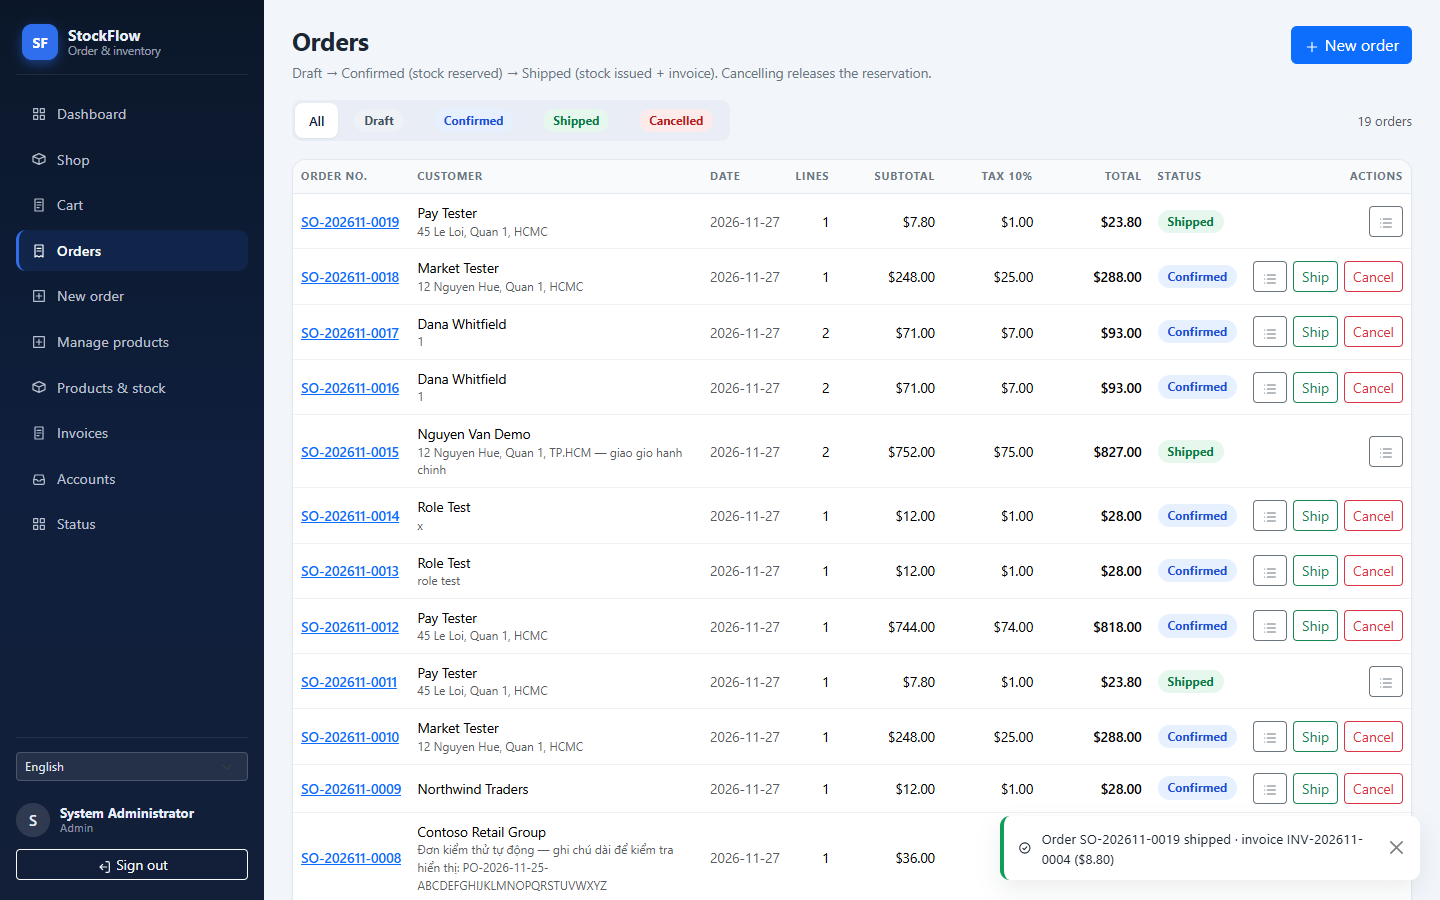 SF
StockFlow
Order & inventory
Dashboard
Shop
Cart
Orders
New order
Manage products
Products & stock
Invoices
Accounts
Status
English
S
System Administrator
Admin
Sign out
Orders
Draft → Confirmed (stock reserved) → Shipped (stock issued + invoice). Cancelling releases the reservation.
+ New order
All Draft Confirmed Shipped Cancelled
19 orders
ORDER NO. CUSTOMER DATE LINES SUBTOTAL TAX 10% TOTAL STATUS ACTIONS
SO-202611-0019 Pay Tester 2026-11-27 1 $7.80 $1.00 $23.80 Shipped
45 Le Loi, Quan 1, HCMC
SO-202611-0018 Market Tester 2026-11-27 1 $248.00 $25.00 $288.00 Confirmed Ship Cancel
12 Nguyen Hue, Quan 1, HCMC
SO-202611-0017 Dana Whitfield 2026-11-27 2 $71.00 $7.00 $93.00 Confirmed Ship Cancel
1
SO-202611-0016 Dana Whitfield 2026-11-27 2 $71.00 $7.00 $93.00 Confirmed Ship Cancel
1
SO-202611-0015 Nguyen Van Demo 2026-11-27 2 $752.00 $75.00 $827.00 Shipped
12 Nguyen Hue, Quan 1, TP.HCM — giao gio hanh
chinh
SO-202611-0014 Role Test 2026-11-27 1 $12.00 $1.00 $28.00 Confirmed Ship Cancel
x
SO-202611-0013 Role Test 2026-11-27 1 $12.00 $1.00 $28.00 Confirmed Ship Cancel
role test
SO-202611-0012 Pay Tester 2026-11-27 1 $744.00 $74.00 $818.00 Confirmed Ship Cancel
45 Le Loi, Quan 1, HCMC
SO-202611-0011 Pay Tester 2026-11-27 1 $7.80 $1.00 $23.80 Shipped
45 Le Loi, Quan 1, HCMC
SO-202611-0010 Market Tester 2026-11-27 1 $248.00 $25.00 $288.00 Confirmed Ship Cancel
12 Nguyen Hue, Quan 1, HCMC
SO-202611-0009 Northwind Traders 2026-11-27 1 $12.00 $1.00 $28.00 Confirmed Ship Cancel
SO-202611-0008 Contoso Retail Group 2026-11-27 1 $36.00
Đơn kiểm thử tự động — ghi chú dài để kiểm tra
hiển thị: PO-2026-11-25-
ABCDEFGHIJKLMNOPQRSTUVWXYZ
Order SO-202611-0019 shipped · invoice INV-202611-
0004 ($8.80)